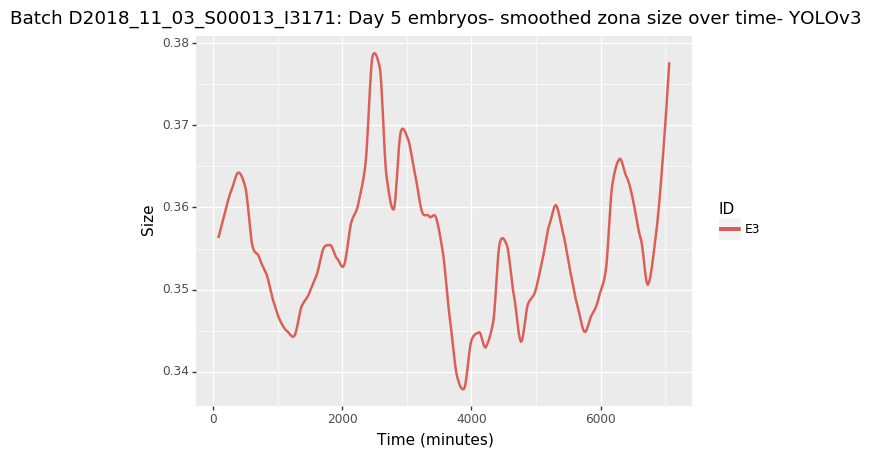 Batch D2018_11_03_S00013_I3171: Day 5 embryos- smoothed zona size over time- YOLOv3
0.38
0.37
0.36
0.35
0.34
Size
0
2000
4000
6000
Time (minutes)
ID
E3